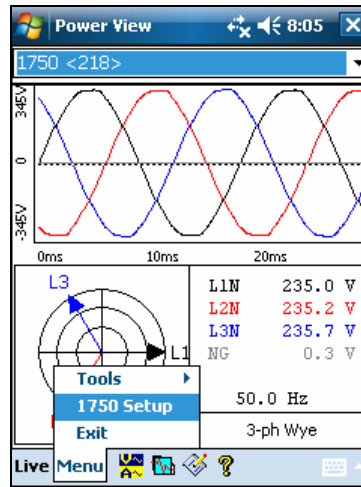 Power View 8:05
1750 <218>
345V
0
-345V
0ms 10ms 20ms
L3
L1
L1N 235.0 V
L2N 235.2 V
L3N 235.7 V
NG 0.3 V
50.0 Hz
3-ph Wye
Tools
1750 Setup
Exit
Live Menu